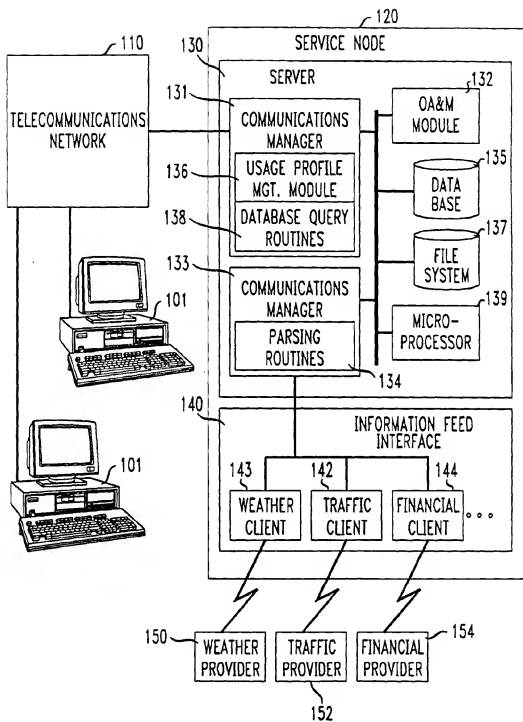 120
SERVICE NODE
110
TELECOMMUNICATIONS
NETWORK
130
SERVER
131
COMMUNICATIONS
MANAGER
136
USAGE PROFILE
MGT. MODULE
138
DATABASE QUERY
ROUTINES
132
OA&M
MODULE
135
DATA
BASE
137
FILE
SYSTEM
139
MICRO-
PROCESSOR
133
COMMUNICATIONS
MANAGER
PARSING
ROUTINES
134
101
101
140
INFORMATION FEED
INTERFACE
143
WEATHER
CLIENT
142
TRAFFIC
CLIENT
144
FINANCIAL
CLIENT
150
WEATHER
PROVIDER
TRAFFIC
PROVIDER
152
154
FINANCIAL
PROVIDER